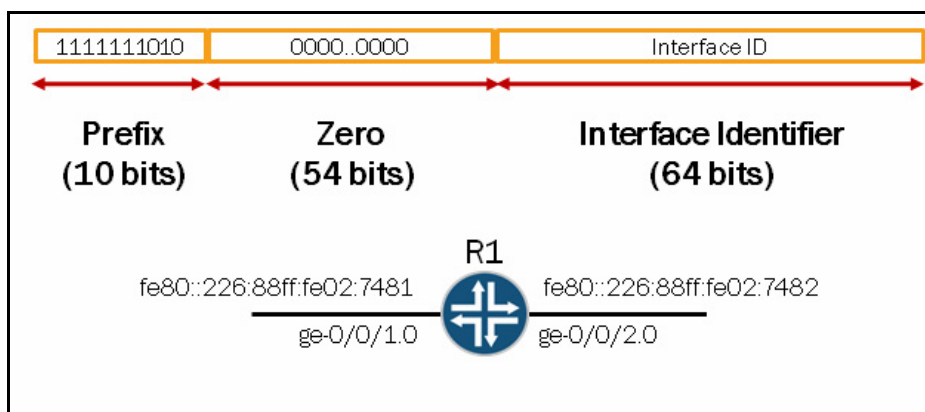 1111111010 0000..0000 Interface ID
Prefix Zero Interface Identifier
(10 bits) (54 bits) (64 bits)
R1
fe80::226:88ff:fe02:7481 fe80::226:88ff:fe02:7482
ge-0/0/1.0 ge-0/0/2.0